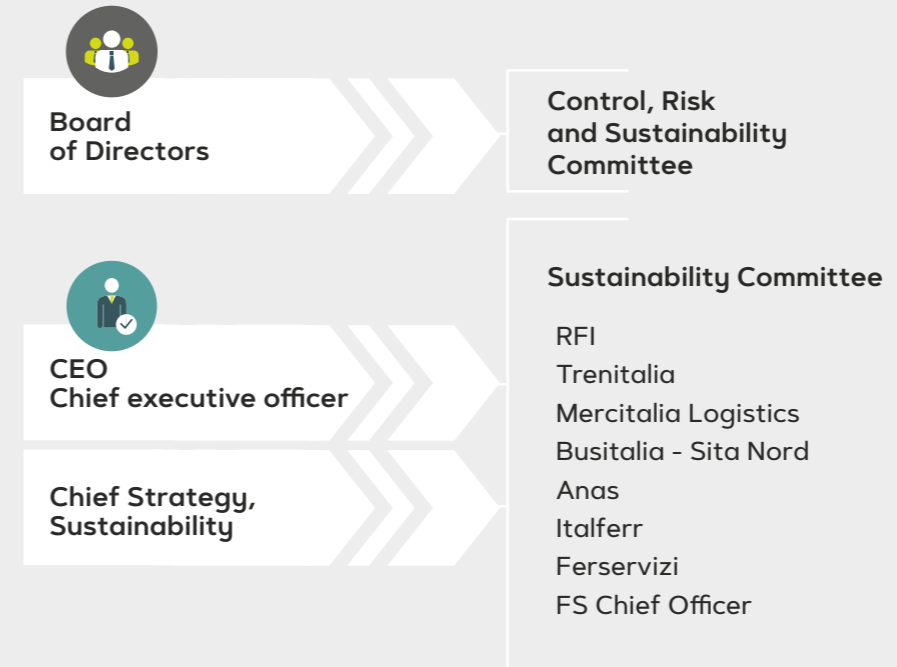 Board
of Directors
Control, Risk
and Sustainability
Committee
CEO
Chief executive officer
Chief Strategy,
Sustainability
Sustainability Committee
RFI
Trenitalia
Mercitalia Logistics
Busitalia - Sita Nord
Anas
Italferr
Ferservizi
FS Chief Officer